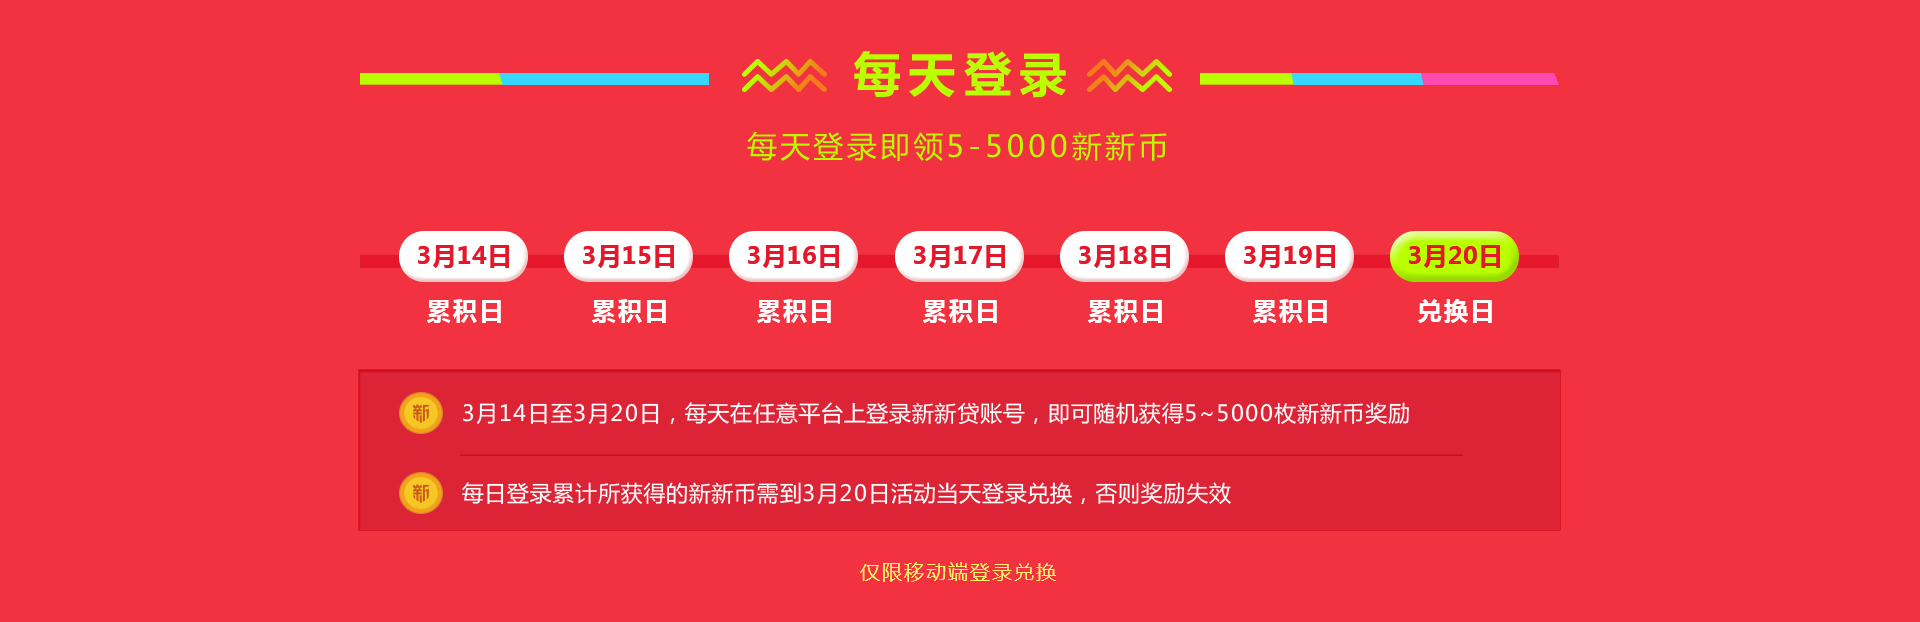 每天登录
每天登录即领5-5000新新币
3月14日 3月15日 3月16日 3月17日 3月18日 3月19日 3月20日
累积日 累积日 累积日 累积日 累积日 累积日 兑换日
新 3月14日至3月20日，每天在任意平台上登录新新贷账号，即可随机获得5~5000枚新新币奖励
新 每日登录累计所获得的新新币需到3月20日活动当天登录兑换，否则奖励失效
仅限移动端登录兑换